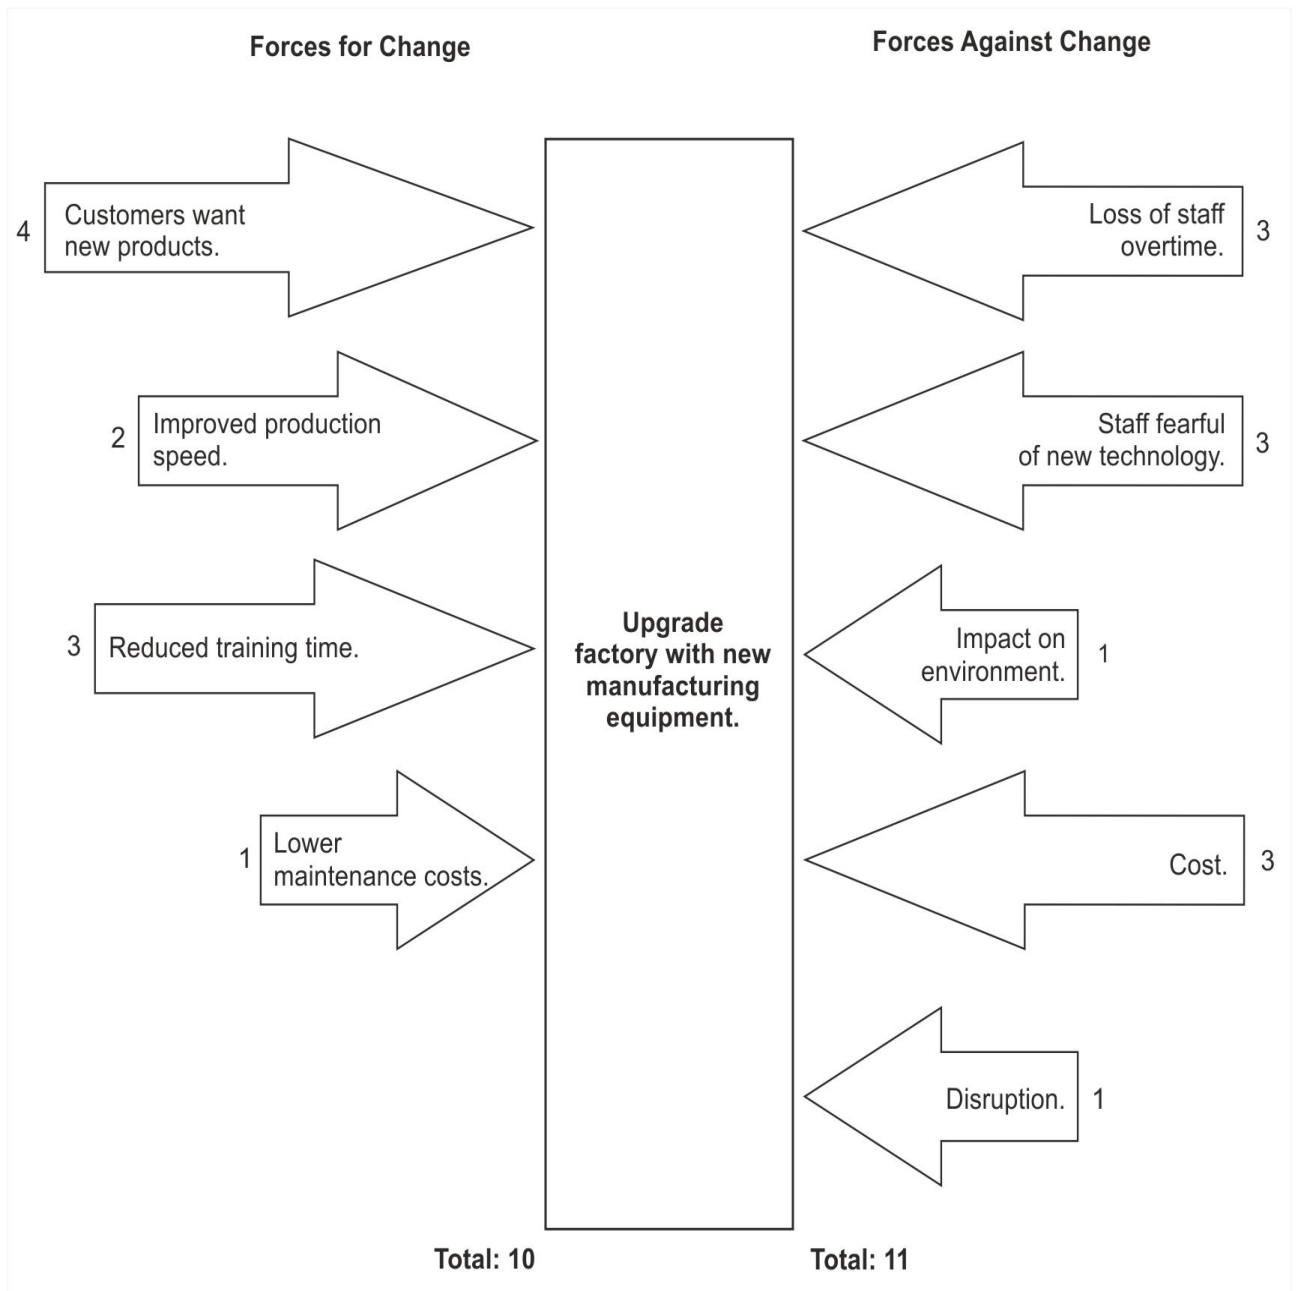 Forces for Change
Forces Against Change
4
Customers want
new products.
Loss of staff
overtime.
3
2
Improved production
speed.
Staff fearful
of new technology.
3
3
Reduced training time.
Upgrade
factory with new
manufacturing
equipment.
Impact on
environment.
1
1
Lower
maintenance costs.
Cost.
3
Disruption.
1
Total: 10
Total: 11